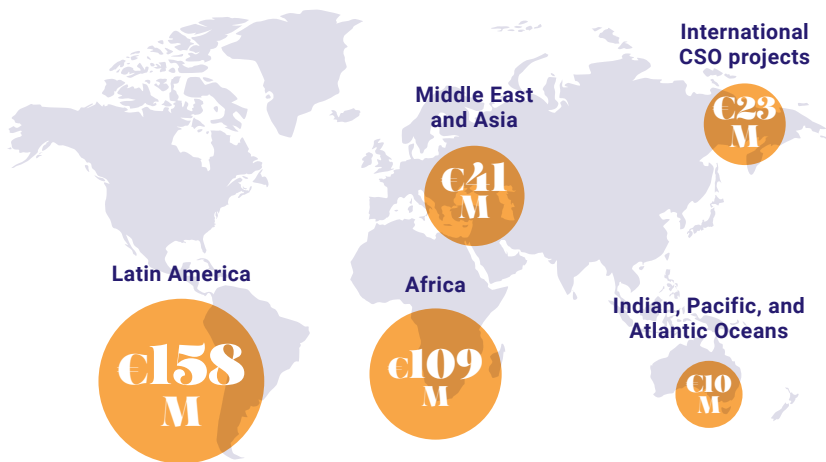 International
CSO projects
€23
M
Middle East
and Asia
€41
M
Latin America
€158
M
Africa
€109
M
Indian, Pacific, and
Atlantic Oceans
€10
M